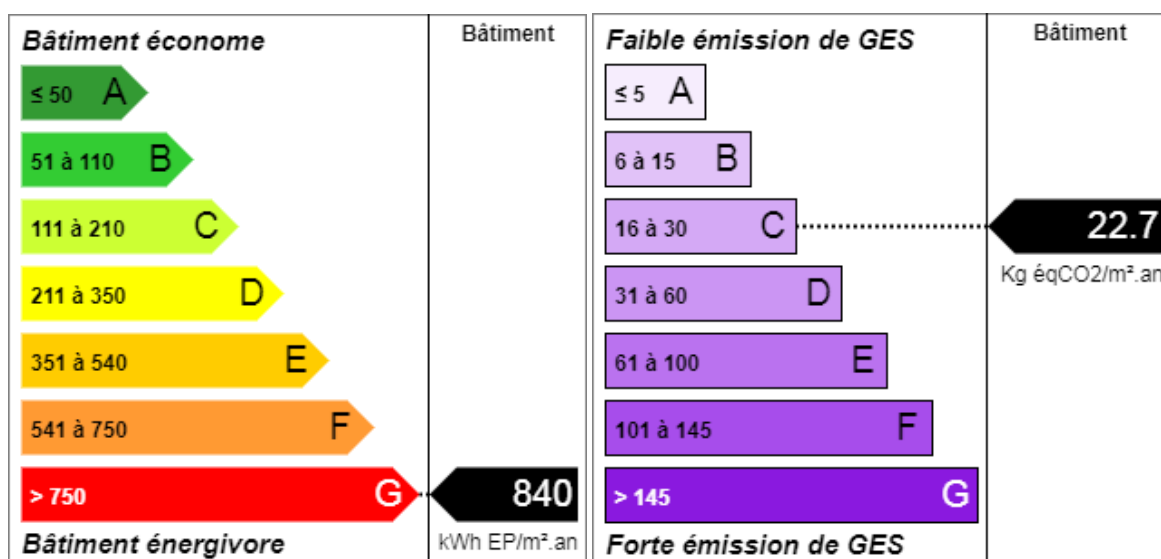 Bâtiment économe
Bâtiment
≤ 50 A
51 à 110 B
111 à 210 C
211 à 350 D
351 à 540 E
541 à 750 F
> 750 G
840
kWh EP/m².an
Bâtiment énergivore
Faible émission de GES
Bâtiment
≤ 5 A
6 à 15 B
16 à 30 C
22.7
Kg éqCO2/m².an
31 à 60 D
61 à 100 E
101 à 145 F
> 145 G
Forte émission de GES